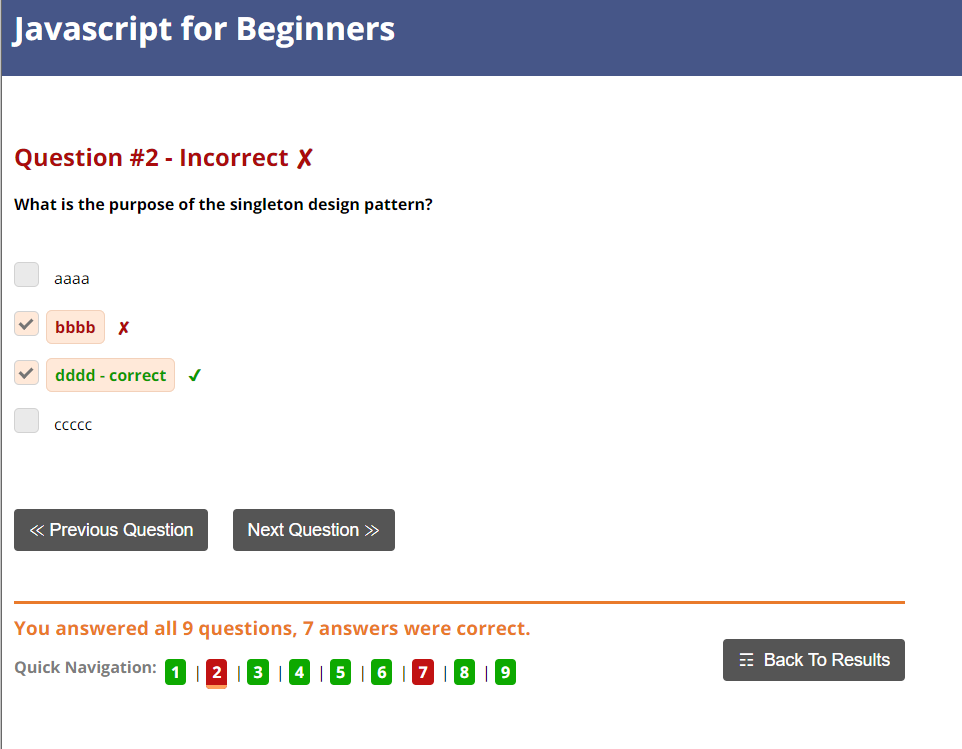 Javascript for Beginners
Question #2 - Incorrect ✗
What is the purpose of the singleton design pattern?
aaaa
bbbb ✗
dddd - correct ✔
ccccc
≪ Previous Question
Next Question ≫
You answered all 9 questions, 7 answers were correct.
Quick Navigation: 1 | 2 | 3 | 4 | 5 | 6 | 7 | 8 | 9
☶ Back To Results